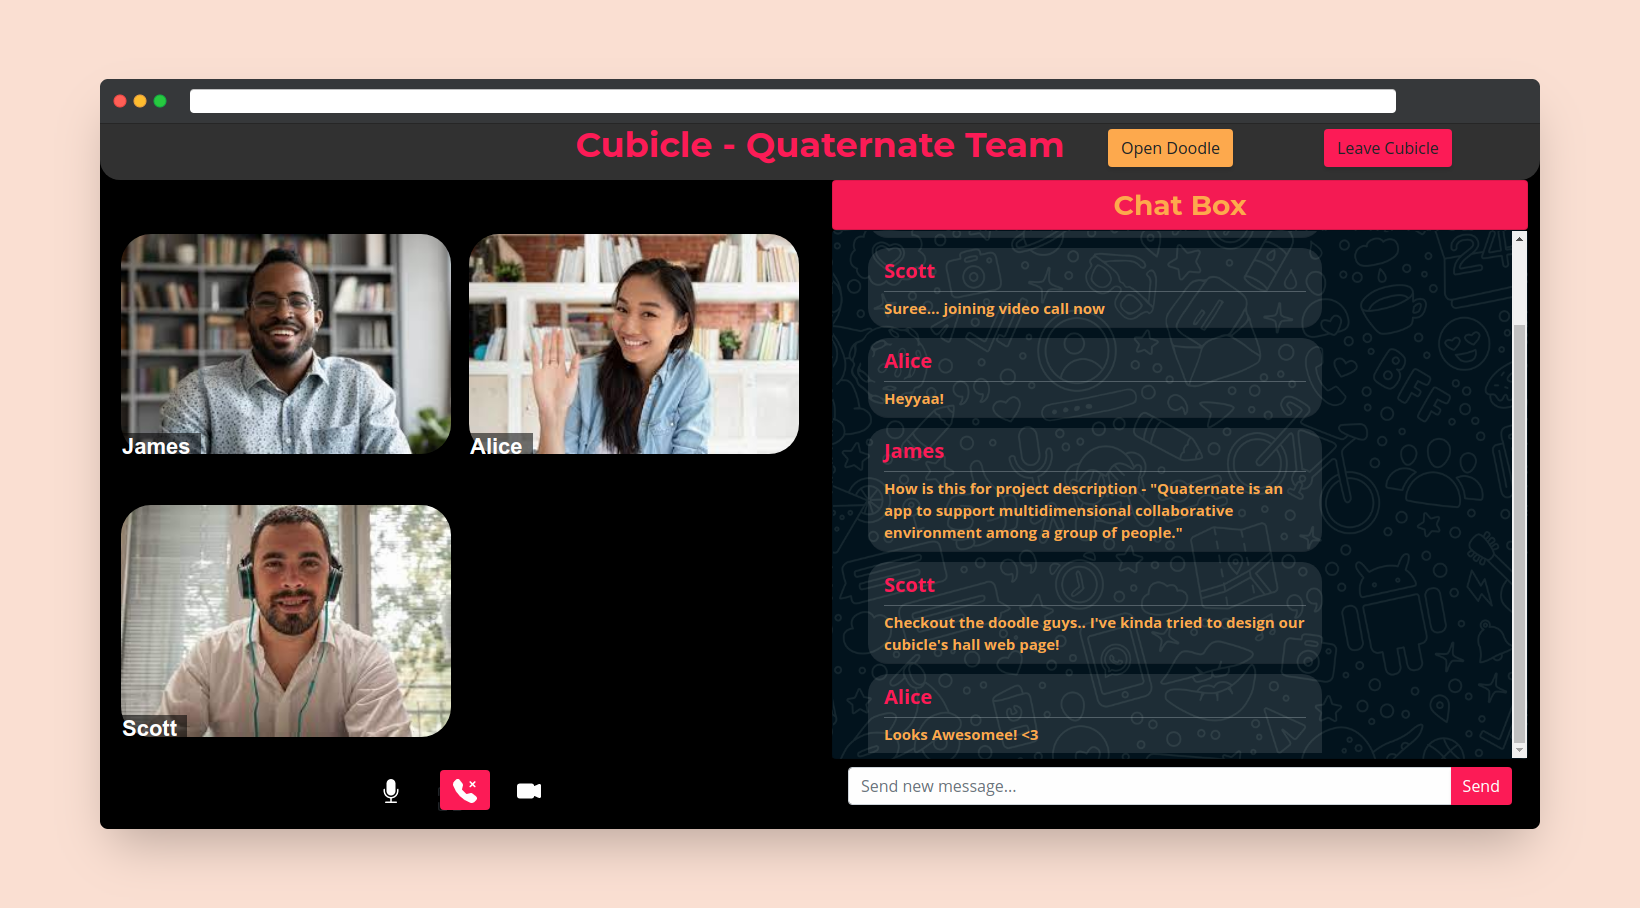 Cubicle - Quaternate Team
Open Doodle
Leave Cubicle
James
Alice
Scott
Chat Box
Scott
Suree... joining video call now
Alice
Heyyaa!
James
How is this for project description - "Quaternate is an
app to support multidimensional collaborative
environment among a group of people."
Scott
Checkout the doodle guys.. I've kinda tried to design our
cubicle's hall web page!
Alice
Looks Awesomee! <3
Send new message...
Send
24
BFF